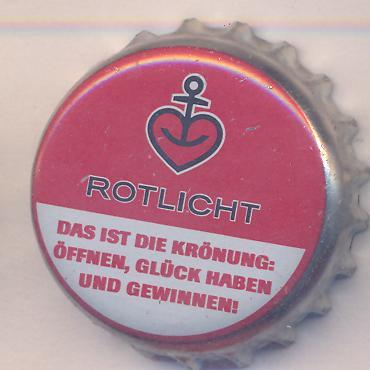 ROTLICHT
DAS IST DIE KRÖNUNG:
ÖFFNEN, GLÜCK HABEN
UND GEWINNEN!